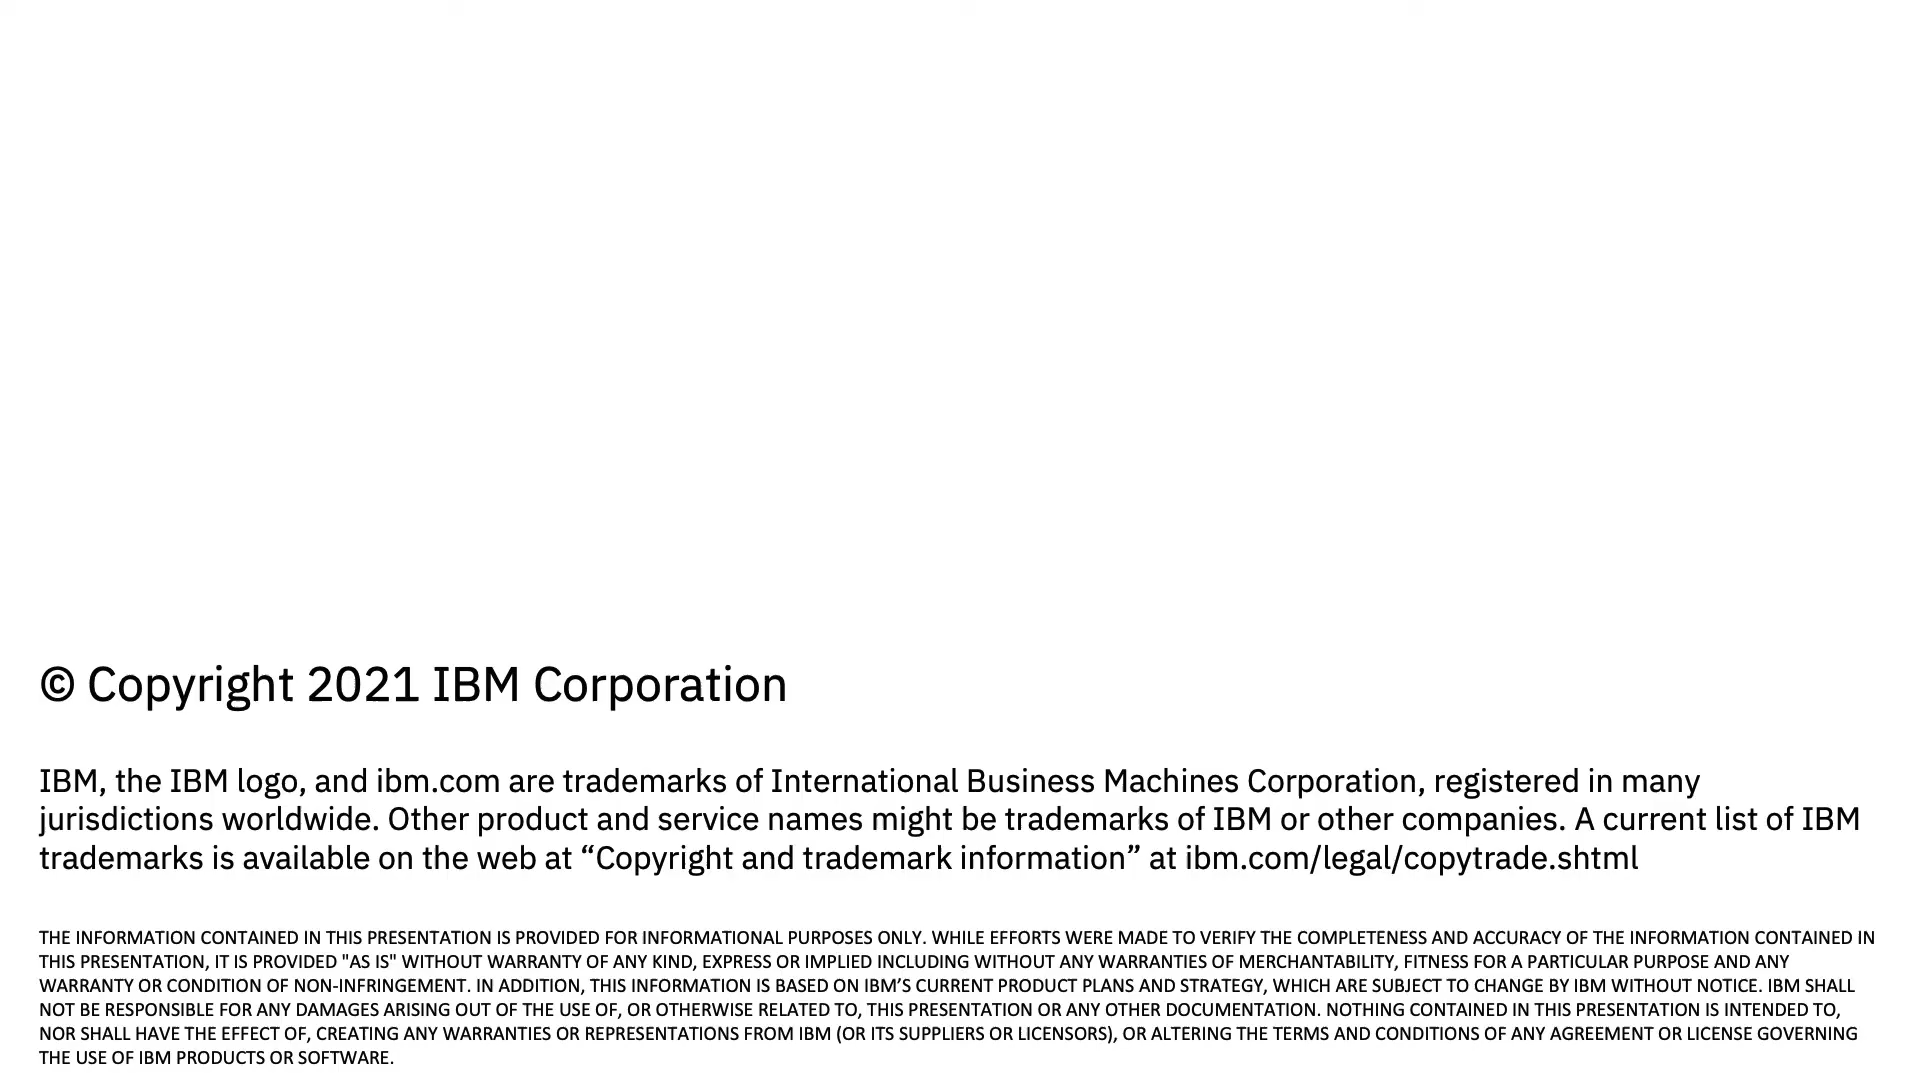 © Copyright 2021 IBM Corporation
IBM, the IBM logo, and ibm.com are trademarks of International Business Machines Corporation, registered in many
jurisdictions worldwide. Other product and service names might be trademarks of IBM or other companies. A current list of IBM
trademarks is available on the web at “Copyright and trademark information” at ibm.com/legal/copytrade.shtml
THE INFORMATION CONTAINED IN THIS PRESENTATION IS PROVIDED FOR INFORMATIONAL PURPOSES ONLY. WHILE EFFORTS WERE MADE TO VERIFY THE COMPLETENESS AND ACCURACY OF THE INFORMATION CONTAINED IN
THIS PRESENTATION, IT IS PROVIDED "AS IS" WITHOUT WARRANTY OF ANY KIND, EXPRESS OR IMPLIED INCLUDING WITHOUT ANY WARRANTIES OF MERCHANTABILITY, FITNESS FOR A PARTICULAR PURPOSE AND ANY
WARRANTY OR CONDITION OF NON-INFRINGEMENT. IN ADDITION, THIS INFORMATION IS BASED ON IBM’S CURRENT PRODUCT PLANS AND STRATEGY, WHICH ARE SUBJECT TO CHANGE BY IBM WITHOUT NOTICE. IBM SHALL
NOT BE RESPONSIBLE FOR ANY DAMAGES ARISING OUT OF THE USE OF, OR OTHERWISE RELATED TO, THIS PRESENTATION OR ANY OTHER DOCUMENTATION. NOTHING CONTAINED IN THIS PRESENTATION IS INTENDED TO,
NOR SHALL HAVE THE EFFECT OF, CREATING ANY WARRANTIES OR REPRESENTATIONS FROM IBM (OR ITS SUPPLIERS OR LICENSORS), OR ALTERING THE TERMS AND CONDITIONS OF ANY AGREEMENT OR LICENSE GOVERNING
THE USE OF IBM PRODUCTS OR SOFTWARE.